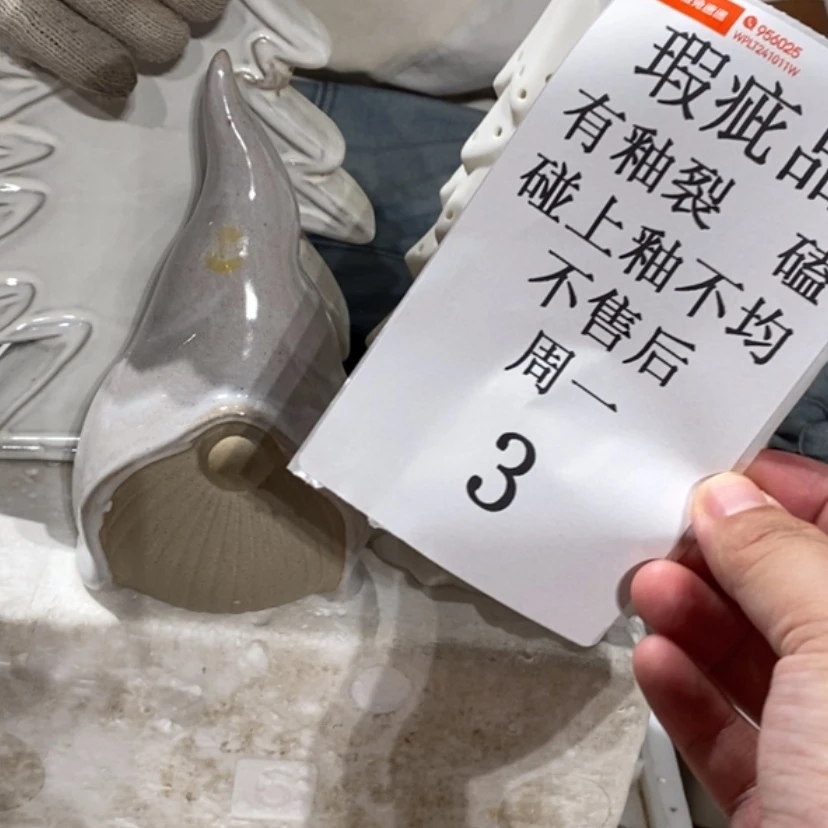 956025
WPLT241011W
瑕疵品
有釉裂 磕
碰上釉不均
不售后
周一
3